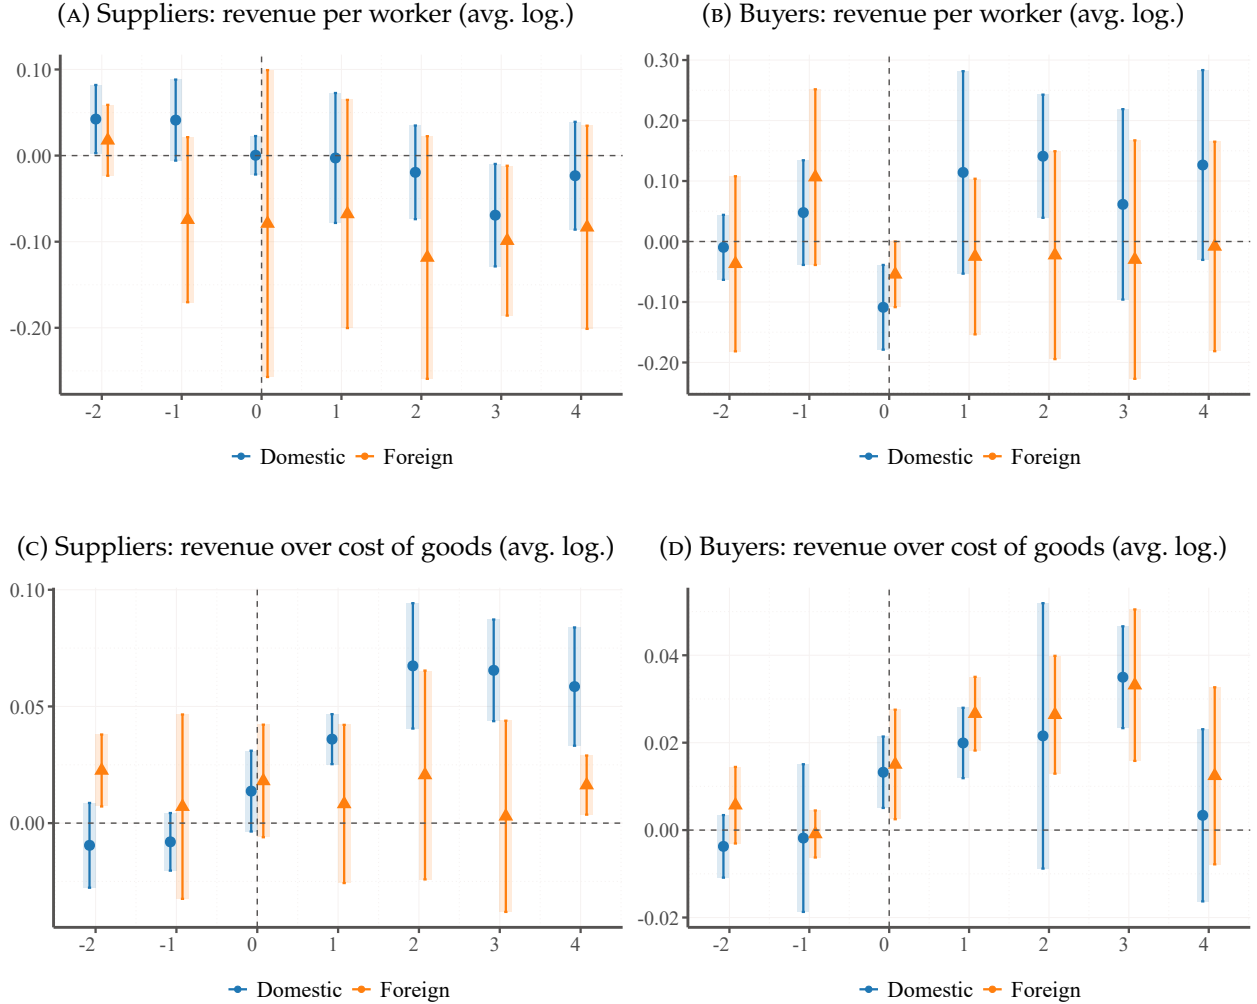 (A) Suppliers: revenue per worker (avg. log.)
0.10
0.00
-0.10
-0.20
-2 -1 0 1 2 3 4
Domestic Foreign
(B) Buyers: revenue per worker (avg. log.)
0.30
0.20
0.10
0.00
-0.10
-0.20
-2 -1 0 1 2 3 4
Domestic Foreign
(C) Suppliers: revenue over cost of goods (avg. log.)
0.10
0.05
0.00
-2 -1 0 1 2 3 4
Domestic Foreign
(D) Buyers: revenue over cost of goods (avg. log.)
0.04
0.02
0.00
-0.02
-2 -1 0 1 2 3 4
Domestic Foreign